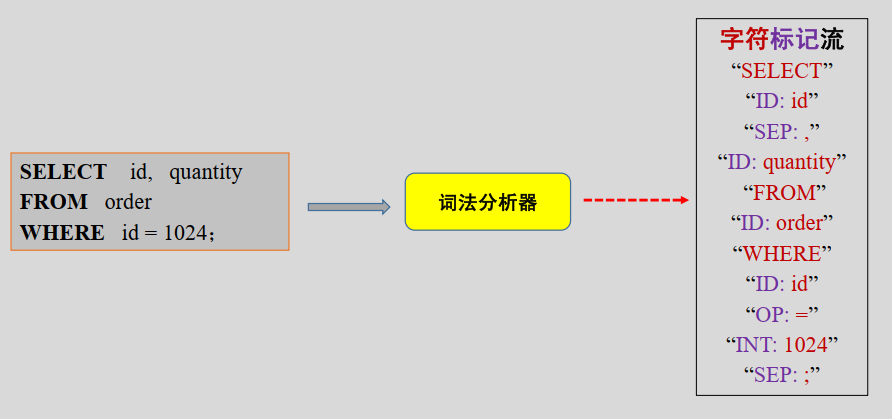 SELECT id, quantity
FROM order
WHERE id = 1024；
词法分析器
字符标记流
“SELECT”
“ID: id”
“SEP: ,”
“ID: quantity”
“FROM”
“ID: order”
“WHERE”
“ID: id”
“OP: =”
“INT: 1024”
“SEP: ;”